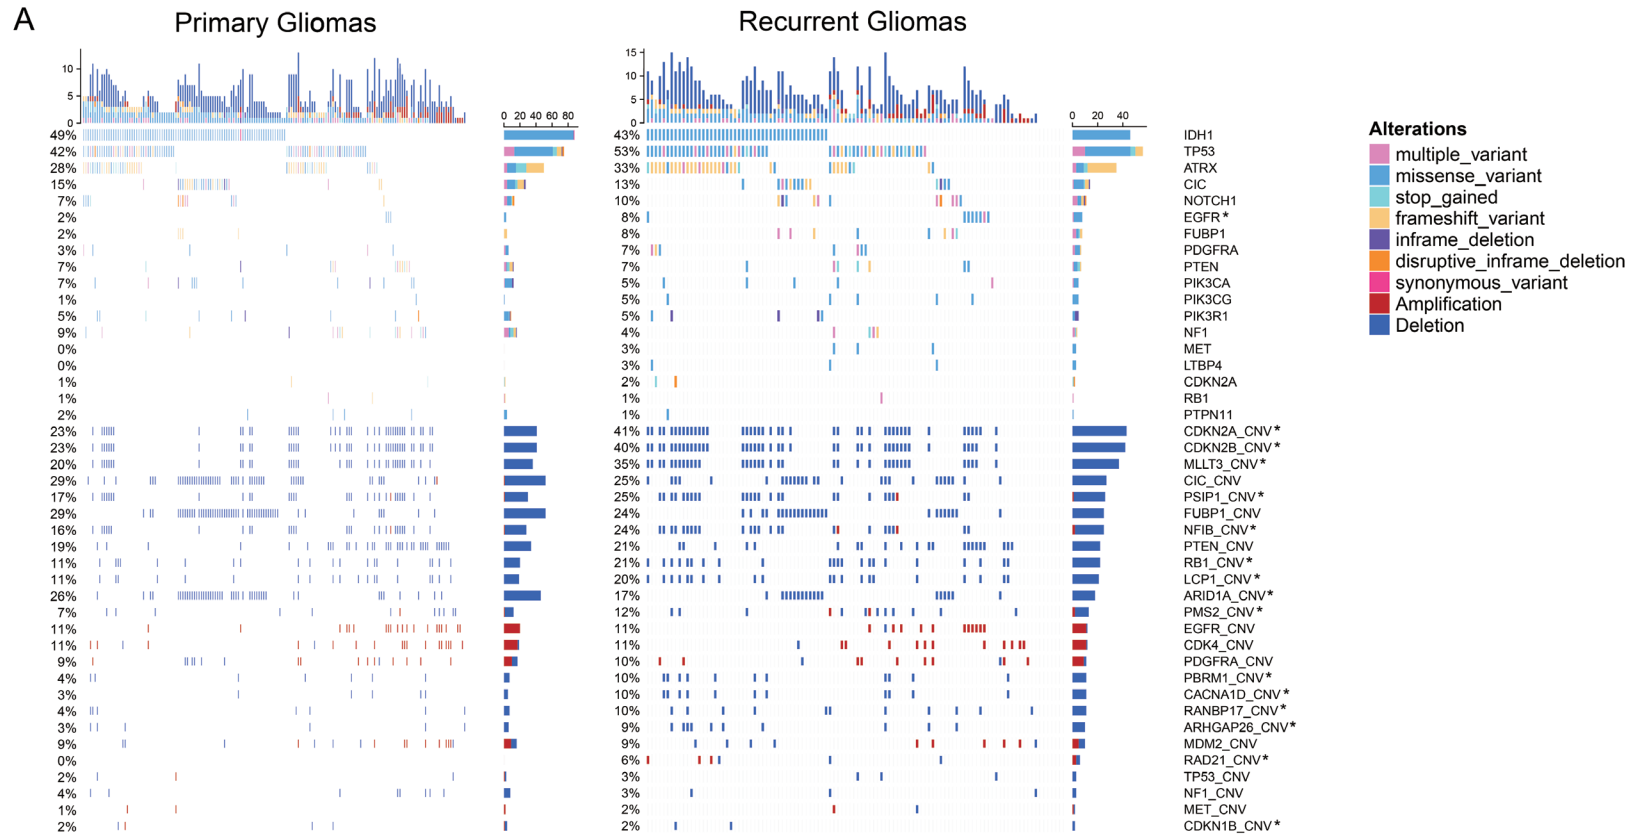 A
Primary Gliomas
Recurrent Gliomas
10
5
0
0 20 40 60 80
15
10
5
0
0 20 40
49% 43% IDH1
42% 53% TP53
28% 33% ATRX
15% 13% CIC
7% 10% NOTCH1
2% 8% EGFR*
2% 8% FUBP1
3% 7% PDGFRA
7% 7% PTEN
7% 5% PIK3CA
1% 5% PIK3CG
5% 5% PIK3R1
9% 4% NF1
0% 3% MET
0% 3% LTBP4
1% 2% CDKN2A
1% 1% RB1
2% 1% PTPN11
23% 41% CDKN2A_CNV*
23% 40% CDKN2B_CNV*
20% 35% MLLT3_CNV*
29% 25% CIC_CNV
17% 25% PSIP1_CNV*
29% 24% FUBP1_CNV
16% 24% NFIB_CNV*
19% 21% PTEN_CNV
11% 21% RB1_CNV*
11% 20% LCP1_CNV*
26% 17% ARID1A_CNV*
7% 12% PMS2_CNV*
11% 11% EGFR_CNV
11% 11% CDK4_CNV
9% 10% PDGFRA_CNV
4% 10% PBRM1_CNV*
3% 10% CACNA1D_CNV*
4% 10% RANBP17_CNV*
3% 9% ARHGAP26_CNV*
9% 9% MDM2_CNV
0% 6% RAD21_CNV*
2% 3% TP53_CNV
4% 3% NF1_CNV
1% 2% MET_CNV
2% 2% CDKN1B_CNV*
Alterations
multiple_variant
missense_variant
stop_gained
frameshift_variant
inframe_deletion
disruptive_inframe_deletion
synonymous_variant
Amplification
Deletion